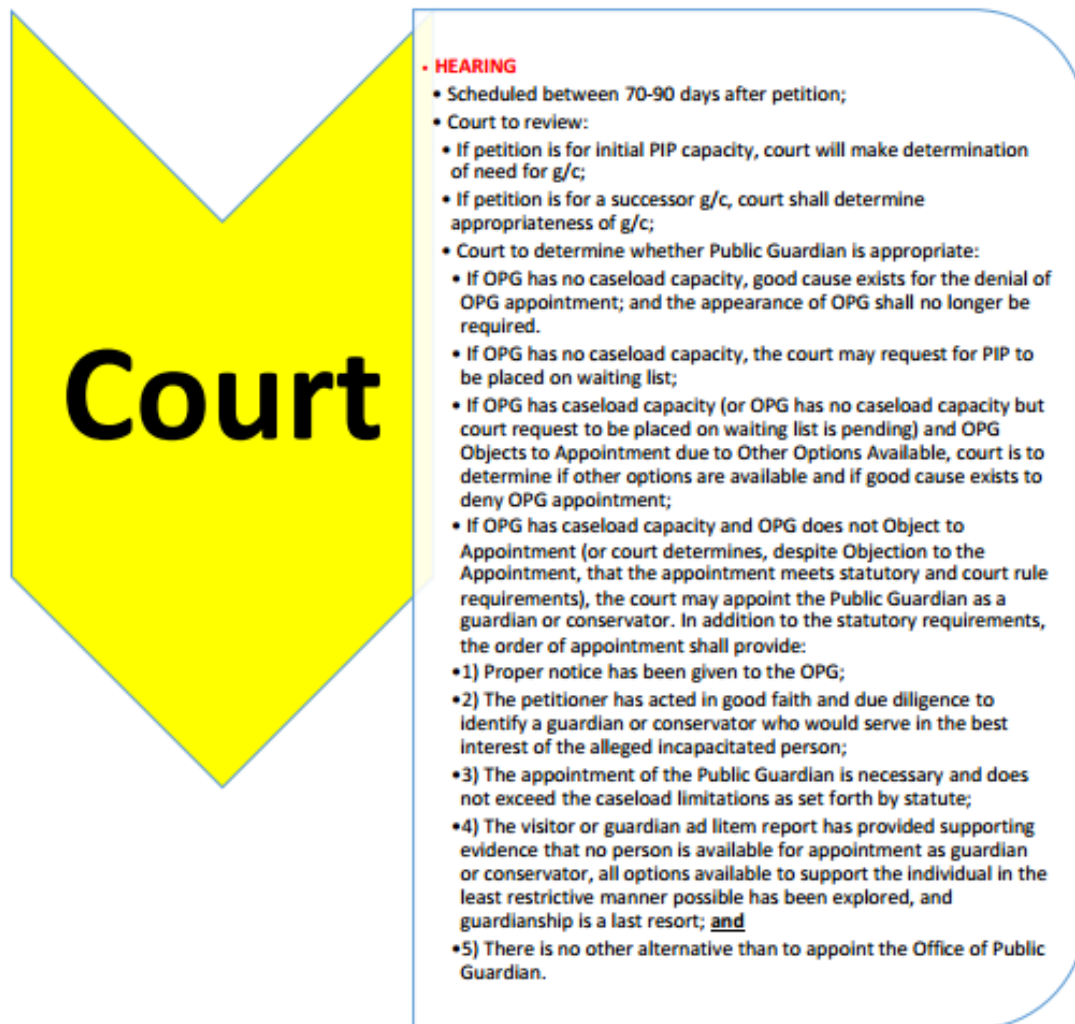 Court
• HEARING
• Scheduled between 70-90 days after petition;
• Court to review:
• If petition is for initial PIP capacity, court will make determination
of need for g/c;
• If petition is for a successor g/c, court shall determine
appropriateness of g/c;
• Court to determine whether Public Guardian is appropriate:
• If OPG has no caseload capacity, good cause exists for the denial of
OPG appointment; and the appearance of OPG shall no longer be
required.
• If OPG has no caseload capacity, the court may request for PIP to
be placed on waiting list;
• If OPG has caseload capacity (or OPG has no caseload capacity but
court request to be placed on waiting list is pending) and OPG
Objects to Appointment due to Other Options Available, court is to
determine if other options are available and if good cause exists to
deny OPG appointment;
• If OPG has caseload capacity and OPG does not Object to
Appointment (or court determines, despite Objection to the
Appointment, that the appointment meets statutory and court rule
requirements), the court may appoint the Public Guardian as a
guardian or conservator. In addition to the statutory requirements,
the order of appointment shall provide:
•1) Proper notice has been given to the OPG;
•2) The petitioner has acted in good faith and due diligence to
identify a guardian or conservator who would serve in the best
interest of the alleged incapacitated person;
•3) The appointment of the Public Guardian is necessary and does
not exceed the caseload limitations as set forth by statute;
•4) The visitor or guardian ad litem report has provided supporting
evidence that no person is available for appointment as guardian
or conservator, all options available to support the individual in the
least restrictive manner possible has been explored, and
guardianship is a last resort; and
•5) There is no other alternative than to appoint the Office of Public
Guardian.